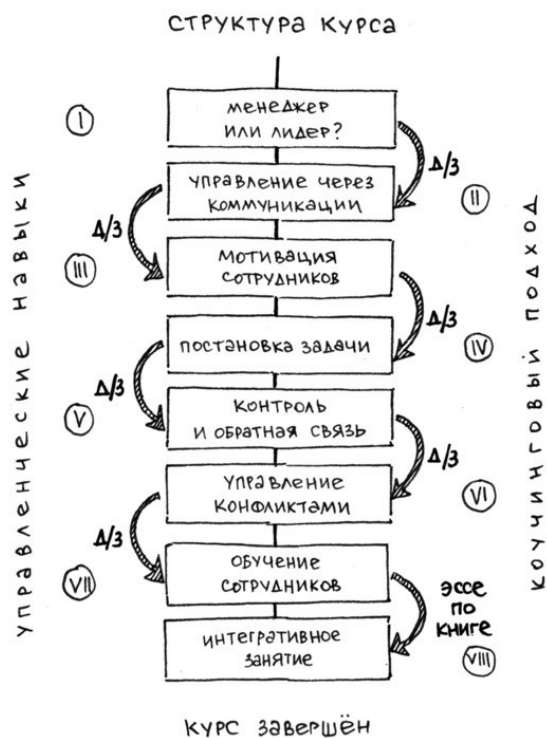 СТРУКТУРА КУРСА
I
МЕНЕДЖЕР
ИЛИ ЛИДЕР?
Д/З
УПРАВЛЕНИЕ ЧЕРЕЗ
КОММУНИКАЦИИ
II
Д/З
III
МОТИВАЦИЯ
СОТРУДНИКОВ
Д/З
ПОСТАНОВКА ЗАДАЧИ
IV
Д/З
V
КОНТРОЛЬ
И ОБРАТНАЯ СВЯЗЬ
Д/З
УПРАВЛЕНИЕ
КОНФЛИКТАМИ
VI
Д/З
VII
ОБУЧЕНИЕ
СОТРУДНИКОВ
ЭССЕ
ПО
КНИГЕ
ИНТЕГРАТИВНОЕ
ЗАНЯТИЕ
VIII
УПРАВЛЕНЧЕСКИЕ НАВЫКИ
КОУЧИНГОВЫЙ ПОДХОД
КУРС ЗАВЕРШЁН